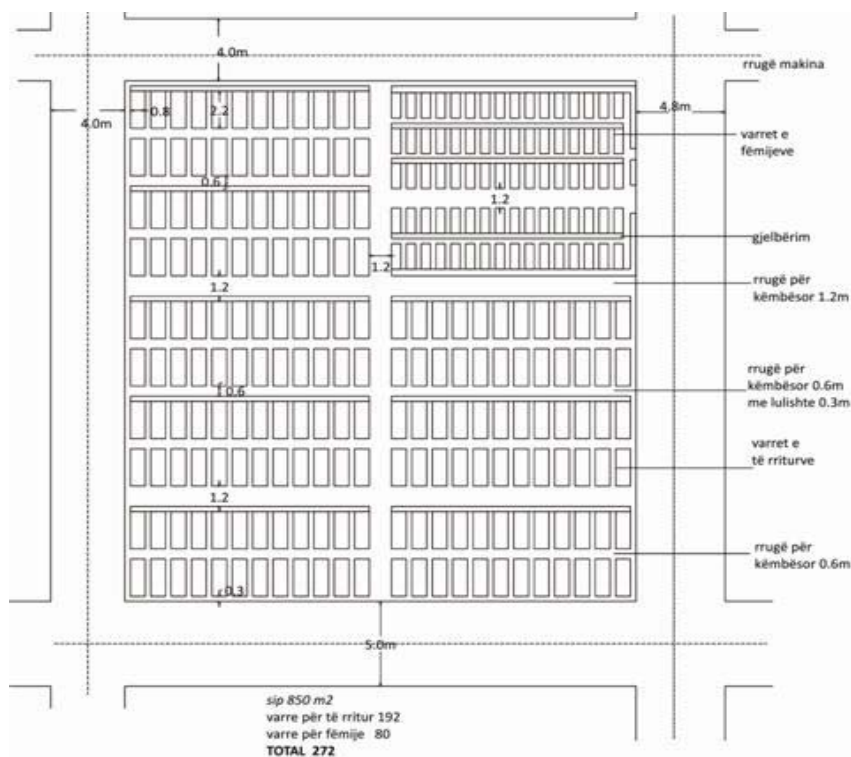 4.0m
rrugë makina
4.0m
0.8
2.2
4.8m
varret e
fëmijeve
0.6
1.2
gjelbërim
1.2
1.2
rrugë për
këmbësor 1.2m
rrugë për
këmbësor 0.6m
me lulishte 0.3m
0.6
varret e
të rriturve
1.2
rrugë për
këmbësor 0.6m
0.3
5.0m
sip 850 m2
varre për të rritur 192
varre për fëmije 80
TOTAL 272